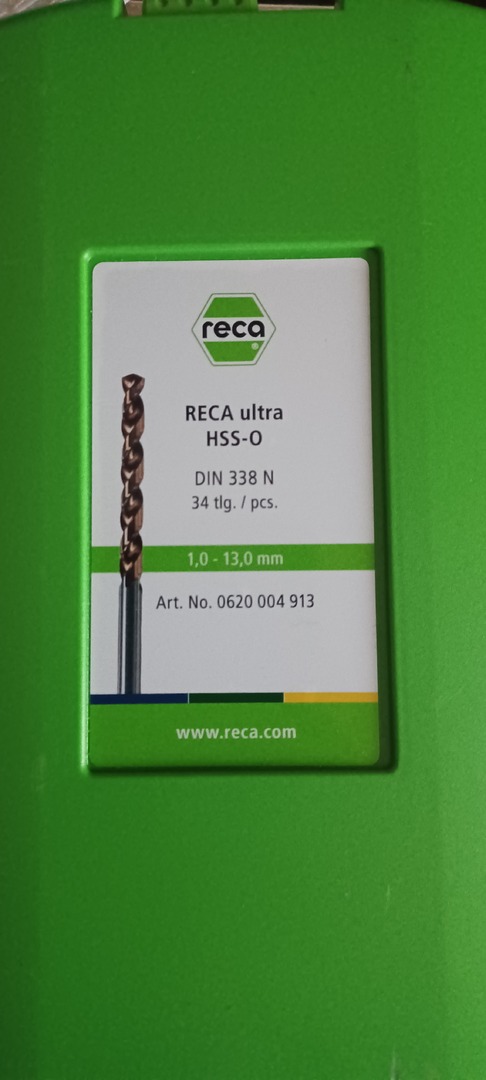 reca
RECA ultra
HSS-O
DIN 338 N
34 tlg. / pcs.
1,0 - 13,0 mm
Art. No. 0620 004 913
www.reca.com